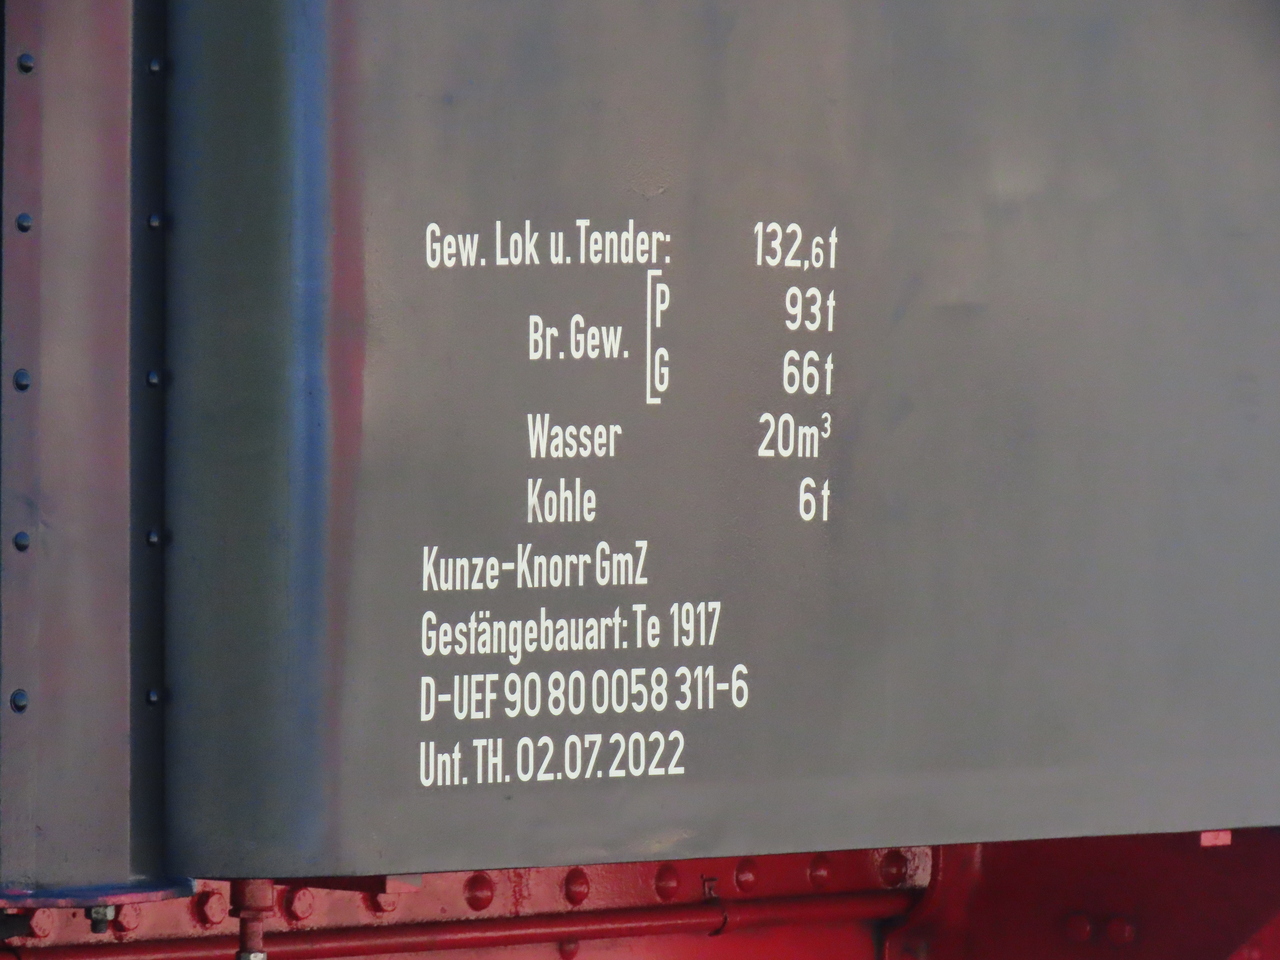 Gew. Lok u. Tender: 132,6t
P 93t
Br. Gew.
G 66t
Wasser 20m³
Kohle 6t
Kunze-Knorr GmZ
Gestängebauart: Te 1917
D-UEF 90 80 0058 311-6
Unt. TH. 02.07.2022